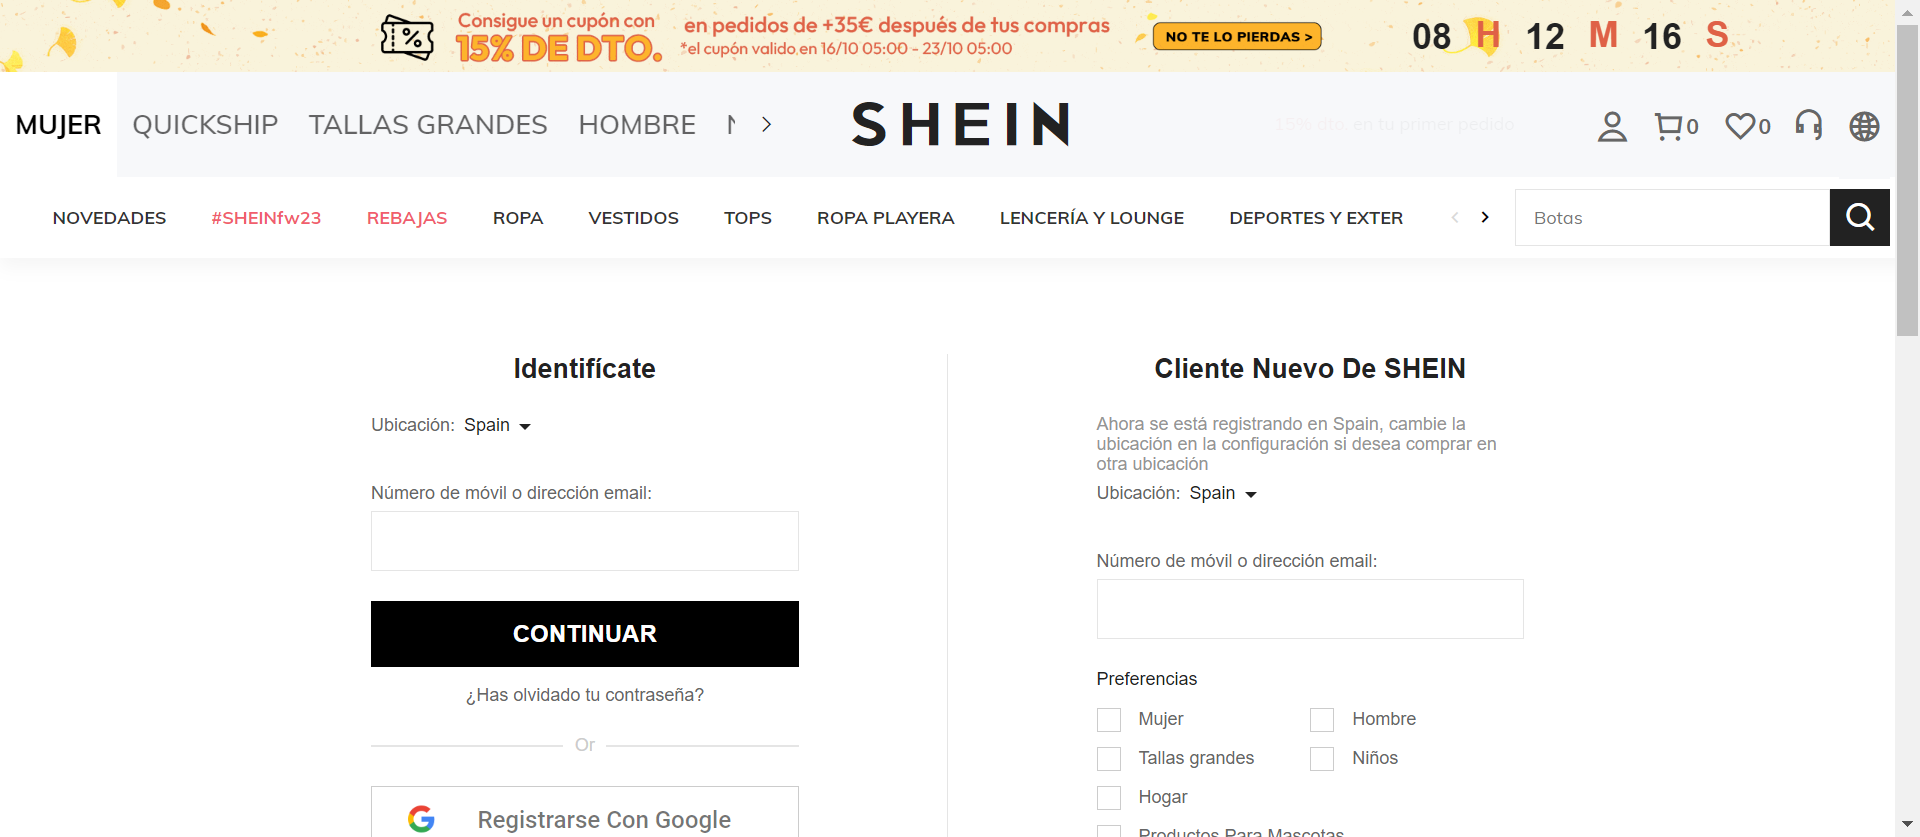 Consigue un cupón con
15% DE DTO.
en pedidos de +35€ después de tus compras
*el cupón valido en 16/10 05:00 - 23/10 05:00
NO TE LO PIERDAS >
08 H 12 M 16 S
MUJER QUICKSHIP TALLAS GRANDES HOMBRE
SHEIN
15% dto. en tu primer pedido
0
0
NOVEDADES #SHEINfw23 REBAJAS ROPA VESTIDOS TOPS ROPA PLAYERA LENCERÍA Y LOUNGE DEPORTES Y EXTER
Botas
Identifícate
Ubicación: Spain
Número de móvil o dirección email:
CONTINUAR
¿Has olvidado tu contraseña?
Or
Registrarse Con Google
Cliente Nuevo De SHEIN
Ahora se está registrando en Spain, cambie la
ubicación en la configuración si desea comprar en
otra ubicación
Ubicación: Spain
Número de móvil o dirección email:
Preferencias
Mujer Hombre
Tallas grandes Niños
Hogar
Productos Para Mascotas